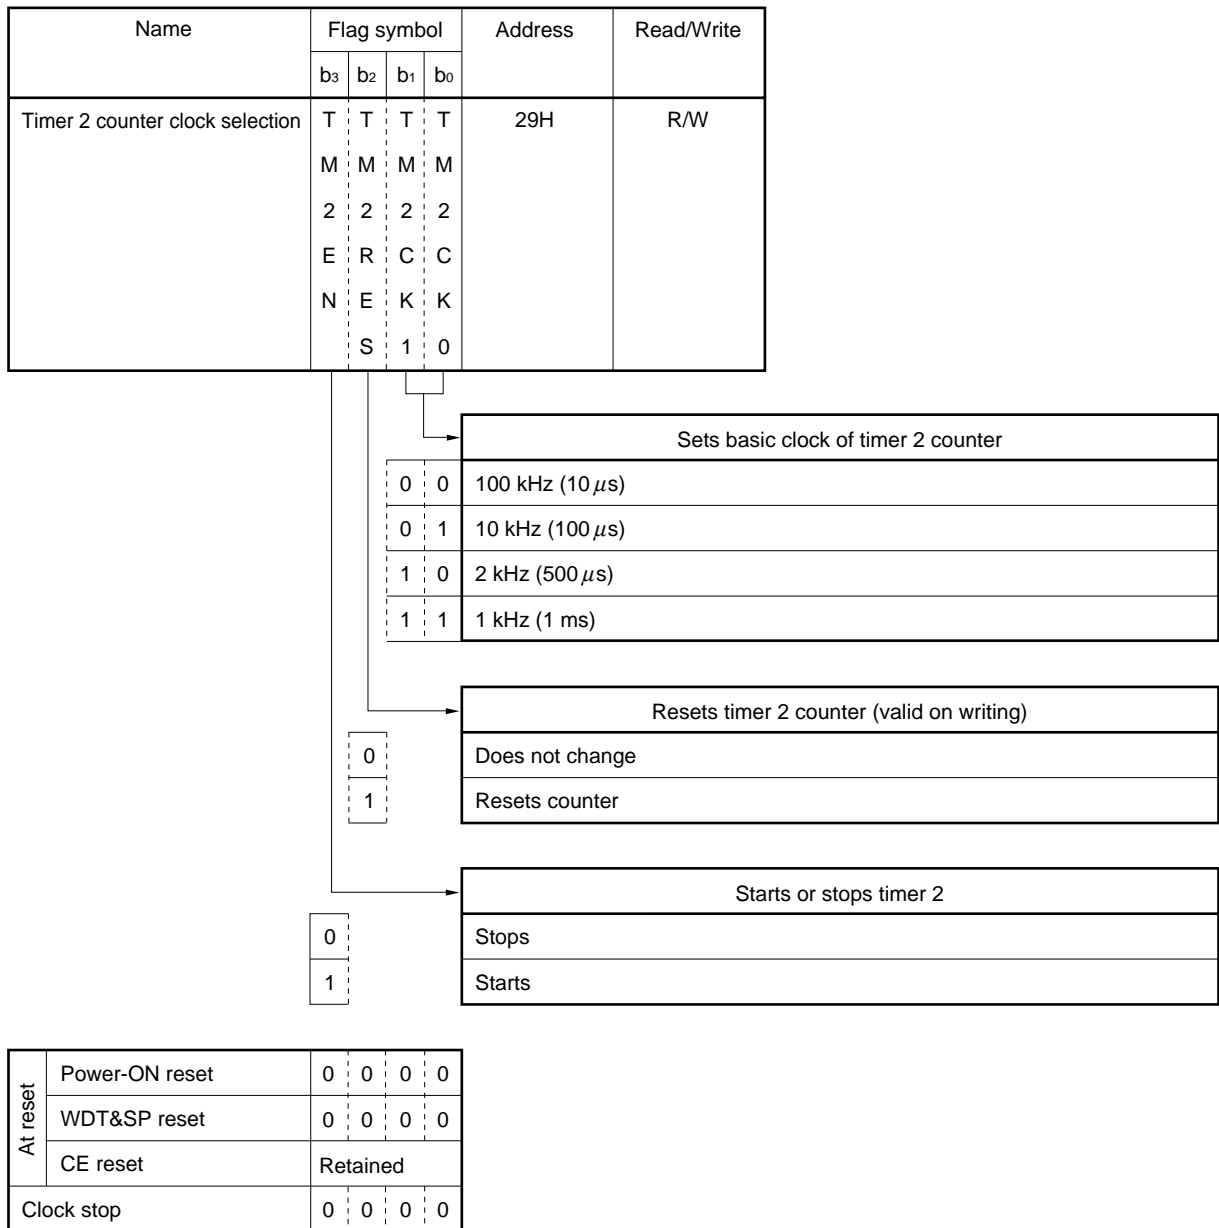 Name Flag symbol Address Read/Write
b3 b2 b1 b0
Timer 2 counter clock selection T T T T 29H R/W
M M M M
2 2 2 2
E R C C
N E K K
S 1 0
Sets basic clock of timer 2 counter
0 0 100 kHz (10 μs)
0 1 10 kHz (100 μs)
1 0 2 kHz (500 μs)
1 1 1 kHz (1 ms)
Resets timer 2 counter (valid on writing)
0 Does not change
1 Resets counter
Starts or stops timer 2
0 Stops
1 Starts
At reset
Power-ON reset 0 0 0 0
WDT&SP reset 0 0 0 0
CE reset Retained
Clock stop 0 0 0 0